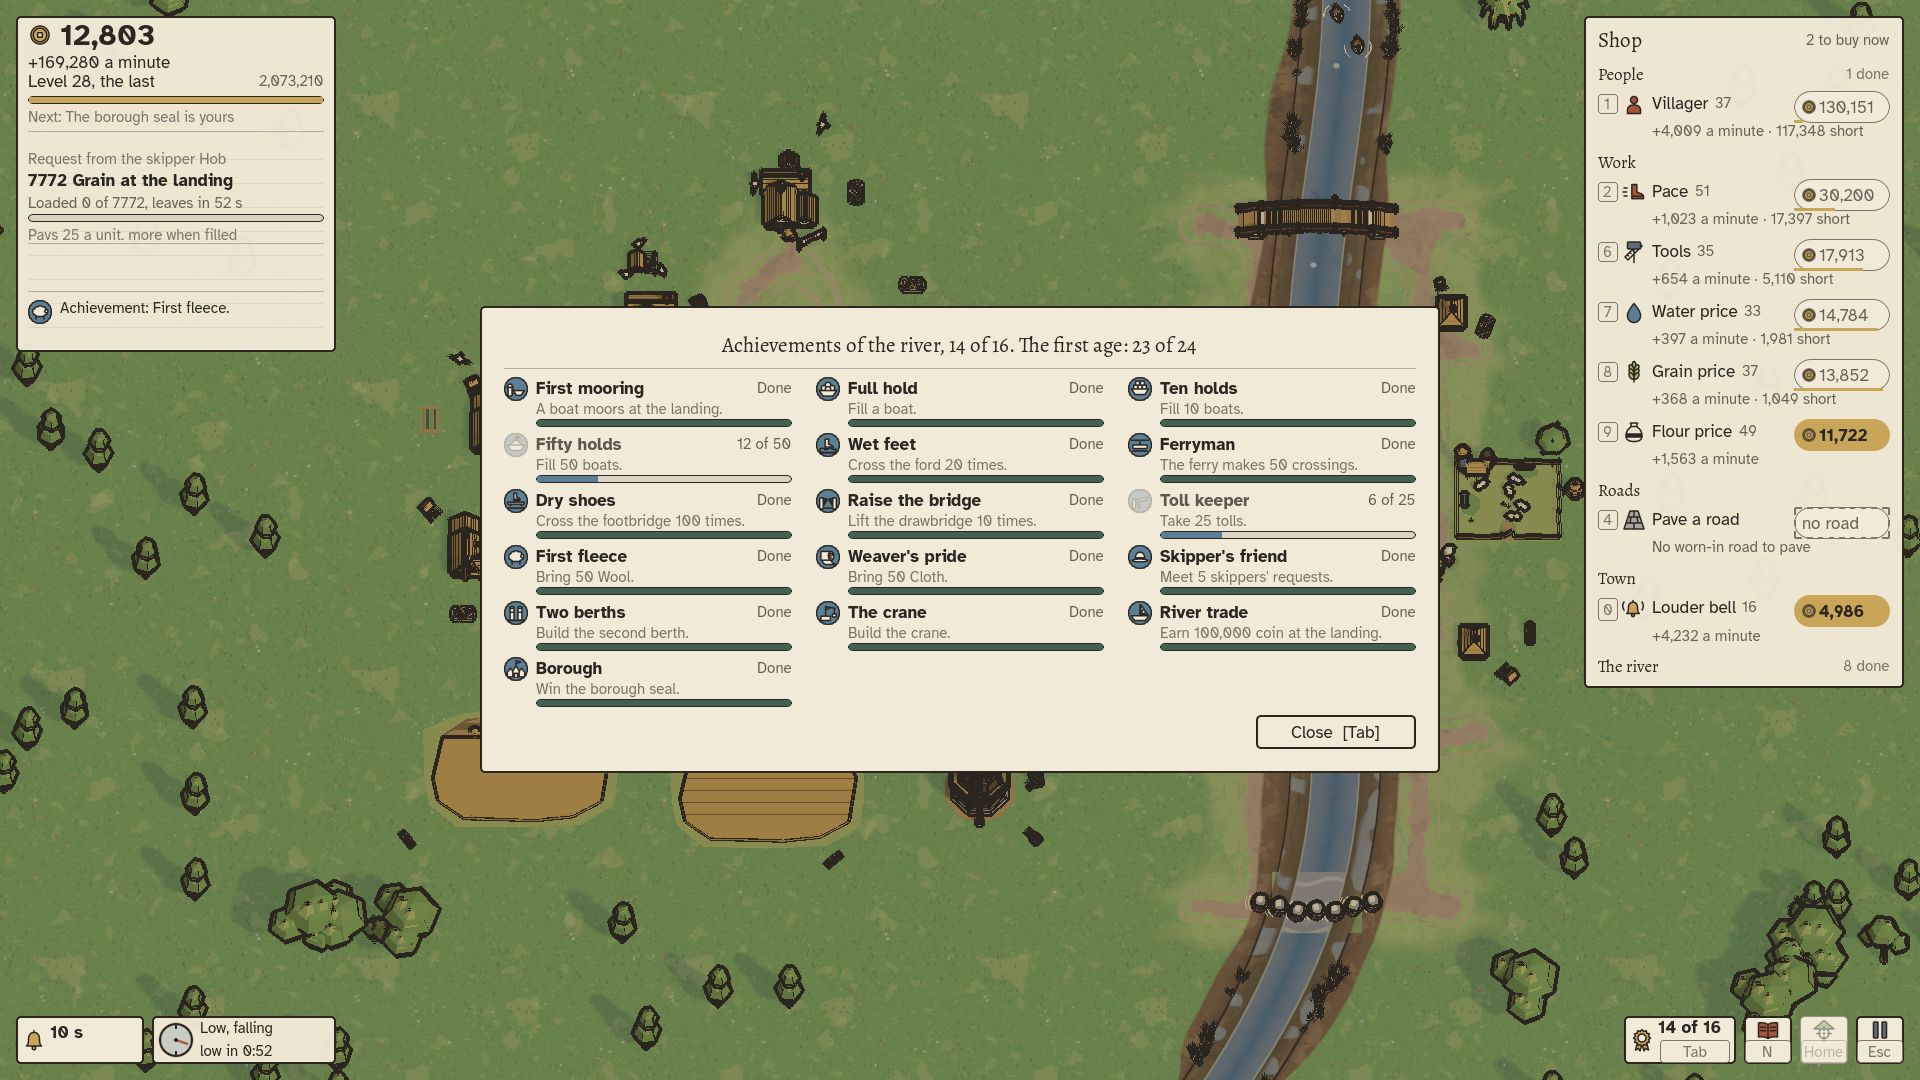 12,803
+169,280 a minute
Level 28, the last 2,073,210
Next: The borough seal is yours
Request from the skipper Hob
7772 Grain at the landing
Loaded 0 of 7772, leaves in 52 s
Pays 25 a unit, more when filled
Achievement: First fleece.
Achievements of the river, 14 of 16. The first age: 23 of 24
First mooring Done
A boat moors at the landing.
Full hold Done
Fill a boat.
Ten holds Done
Fill 10 boats.
Fifty holds 12 of 50
Fill 50 boats.
Wet feet Done
Cross the ford 20 times.
Ferryman Done
The ferry makes 50 crossings.
Dry shoes Done
Cross the footbridge 100 times.
Raise the bridge Done
Lift the drawbridge 10 times.
Toll keeper 6 of 25
Take 25 tolls.
First fleece Done
Bring 50 Wool.
Weaver's pride Done
Bring 50 Cloth.
Skipper's friend Done
Meet 5 skippers' requests.
Two berths Done
Build the second berth.
The crane Done
Build the crane.
River trade Done
Earn 100,000 coin at the landing.
Borough Done
Win the borough seal.
Close [Tab]
Shop 2 to buy now
People 1 done
1 Villager 37 130,151
+4,009 a minute · 117,348 short
Work
2 Pace 51 30,200
+1,023 a minute · 17,397 short
6 Tools 35 17,913
+654 a minute · 5,110 short
7 Water price 33 14,784
+397 a minute · 1,981 short
8 Grain price 37 13,852
+368 a minute · 1,049 short
9 Flour price 49 11,722
+1,563 a minute
Roads
4 Pave a road no road
No worn-in road to pave
Town
0 Louder bell 16 4,986
+4,232 a minute
The river 8 done
10 s
Low, falling
low in 0:52
14 of 16
Tab
N
Home
Esc